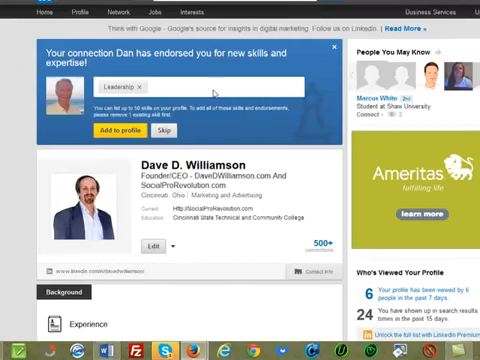 Home Profile Network Jobs Interests Business Services
Think with Google - Google's source for insights in digital marketing. Follow us on LinkedIn. Read More »
Your connection Dan has endorsed you for new skills and
expertise!
Leadership ×
You can list up to 50 skills on your profile. To add all of these skills and endorsements,
please remove 1 existing skill first.
Add to profile Skip
Dave D. Williamson
Founder/CEO - DaveDWilliamson.com And
SocialProRevolution.com
Cincinnati, Ohio Marketing and Advertising
Current Http://SocialProRevolution.com
Education Cincinnati State Technical and Community College
Edit
500+
connections
www.linkedin.com/in/davedwilliamson
Contact Info
Background
Experience
People You May Know
Marcus White 2nd
Student at Shaw University
Connect
Ameritas
fulfilling life
learn more
Who's Viewed Your Profile
6 Your profile has been viewed by 6
people in the past 7 days.
24 You have shown up in search results
times in the past 15 days.
Unlock the full list with LinkedIn Premium